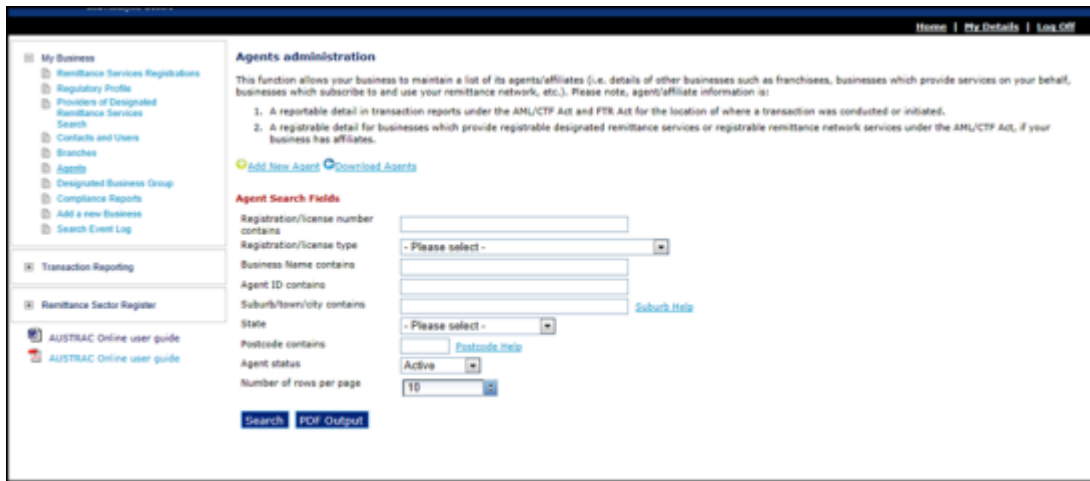 Home | My Details | Log Off
My Business
Remittance Services Registrations
Regulatory Profile
Providers of Designated
Remittance Services
Search
Contacts and Users
Branches
Agents
Designated Business Group
Compliance Reports
Add a new Business
Search Event Log
Transaction Reporting
Remittance Sector Register
AUSTRAC Online user guide
AUSTRAC Online user guide
Agents administration
This function allows your business to maintain a list of its agents/affiliates (i.e. details of other businesses such as franchisees, businesses which provide services on your behalf,
businesses which subscribe to and use your remittance network, etc.). Please note, agent/affiliate information is:
1. A reportable detail in transaction reports under the AML/CTF Act and FTR Act for the location of where a transaction was conducted or initiated.
2. A registrable detail for businesses which provide registrable designated remittance services or registrable remittance network services under the AML/CTF Act, if your
business has affiliates.
Add New Agent Download Agents
Agent Search Fields
Registration/license number
contains
Registration/license type - Please select -
Business Name contains
Agent ID contains
Suburb/town/city contains Suburb Help
State - Please select -
Postcode contains Postcode Help
Agent status Active
Number of rows per page 10
Search PDF Output